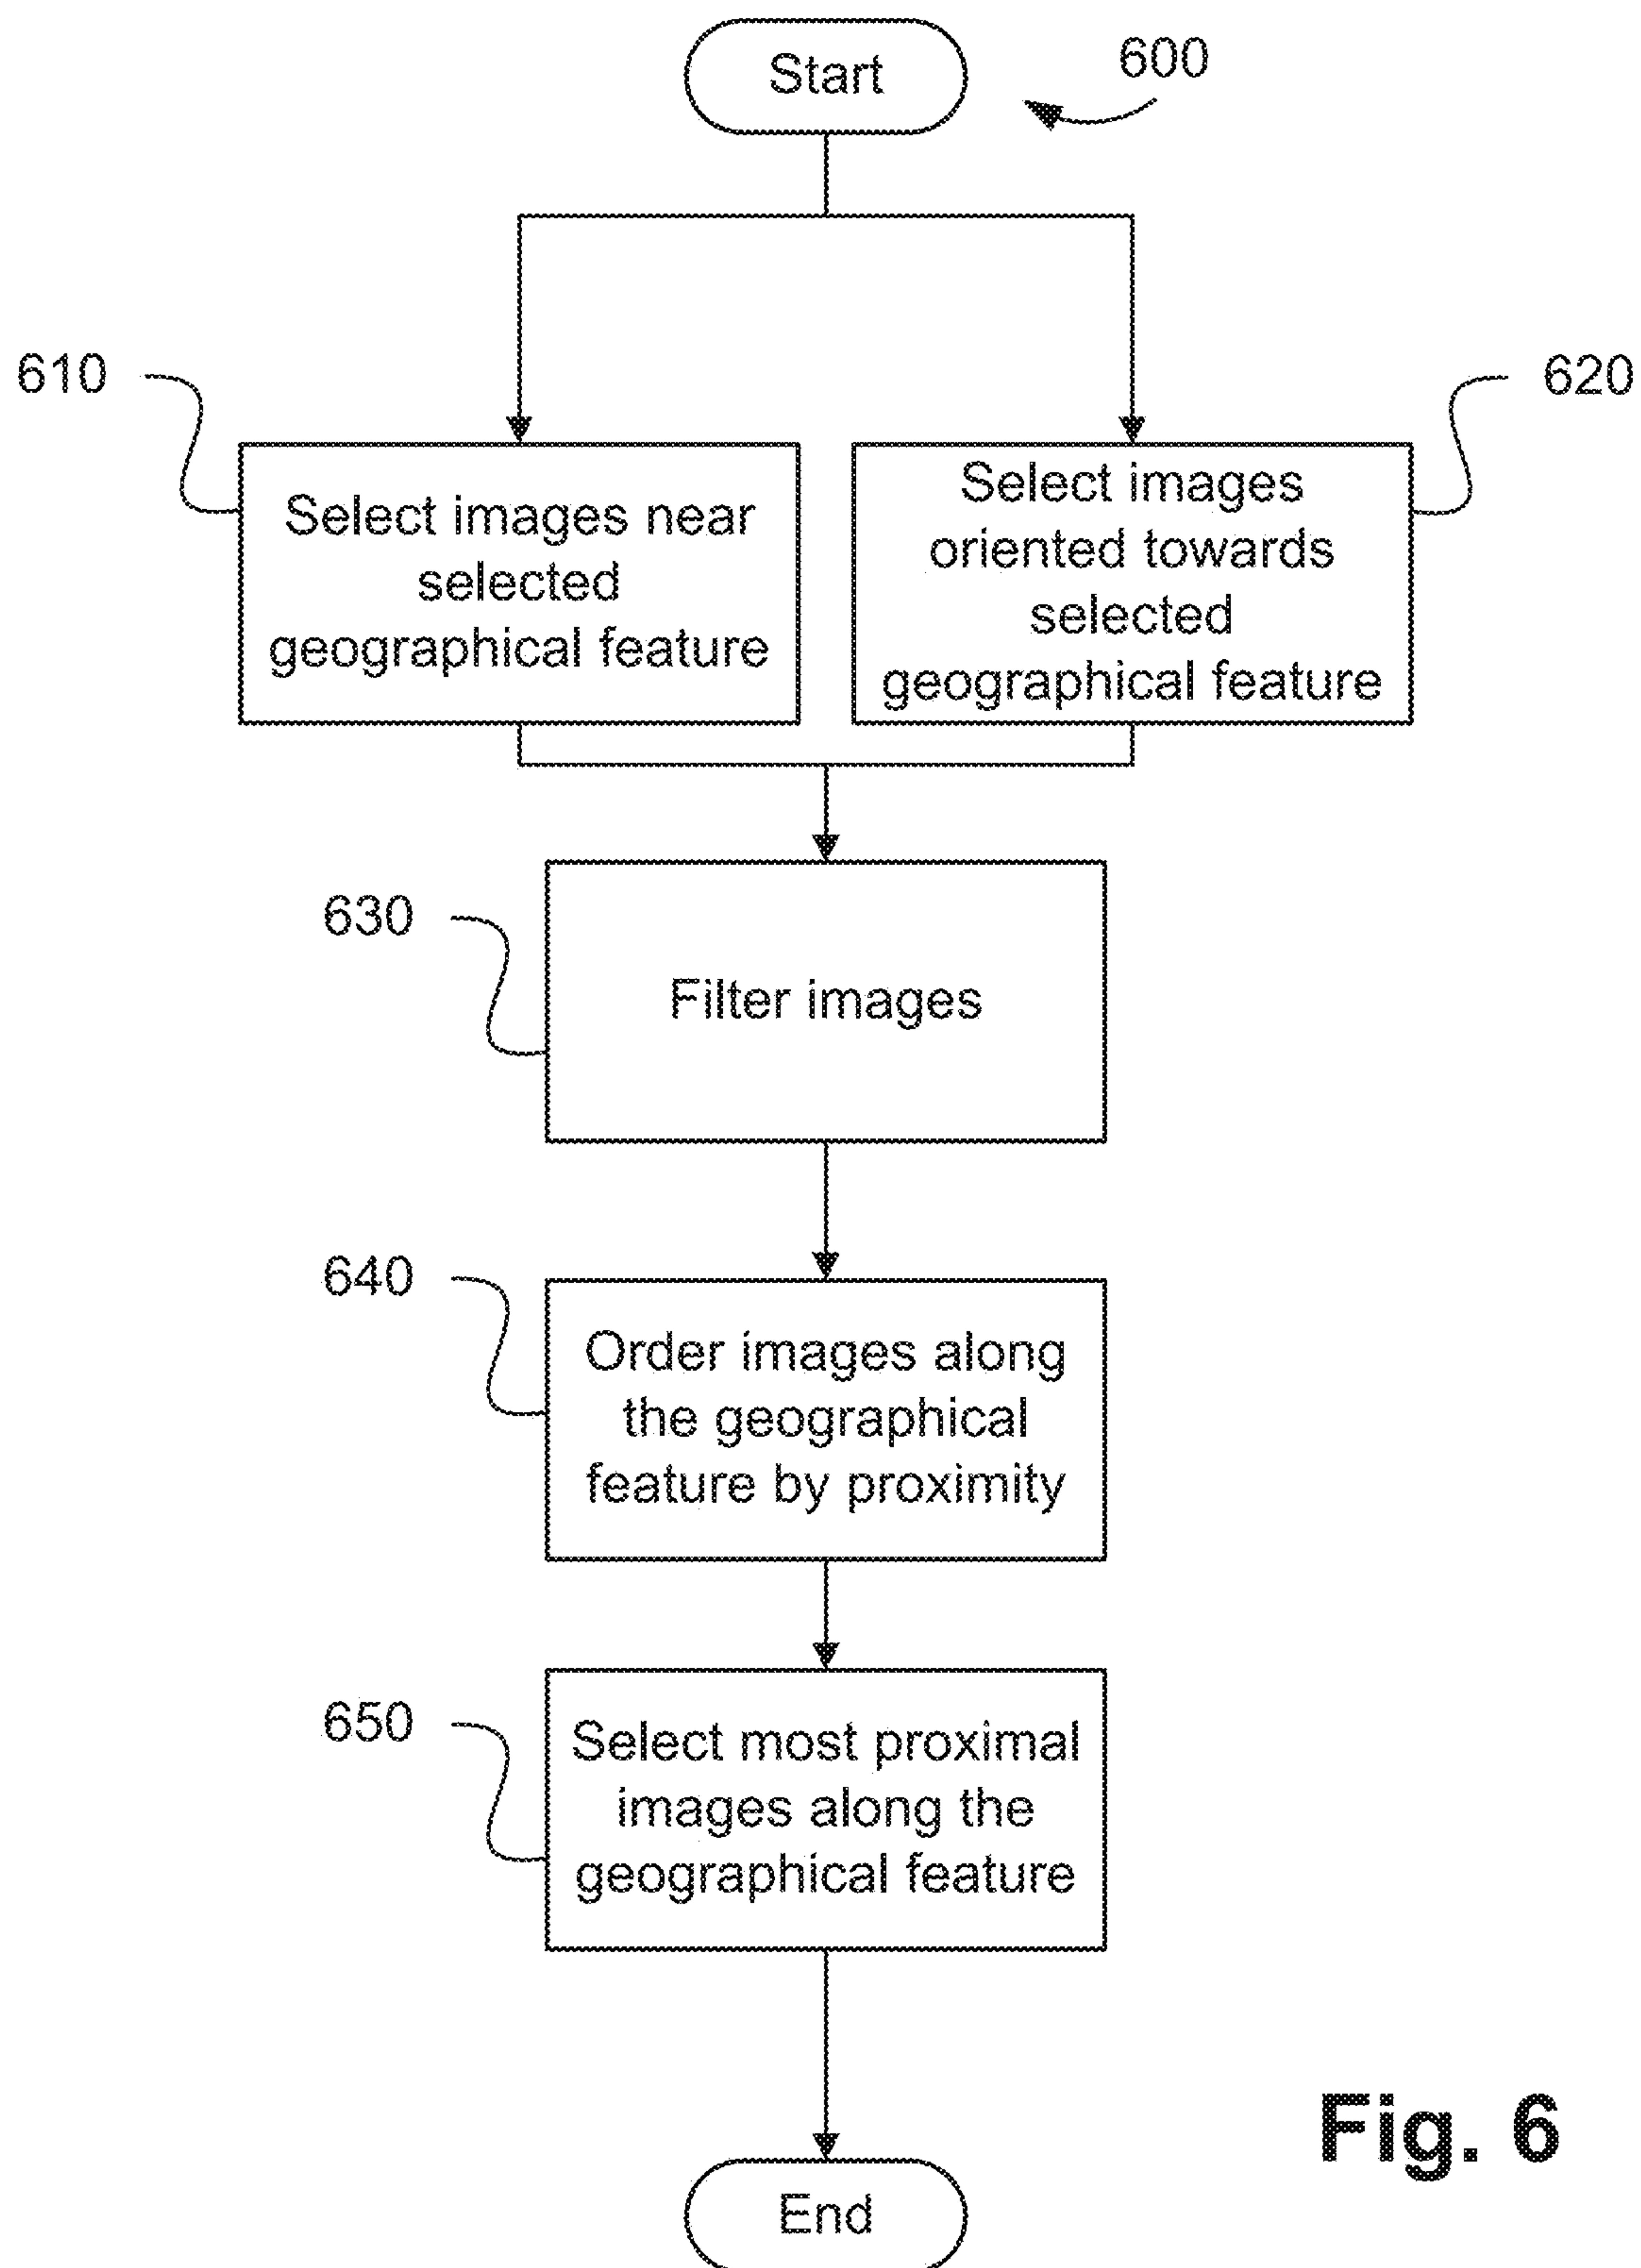 Start
600
610
Select images near
selected
geographical feature
620
Select images
oriented towards
selected
geographical feature
630
Filter images
640
Order images along
the geographical
feature by proximity
650
Select most proximal
images along the
geographical feature
End
Fig. 6